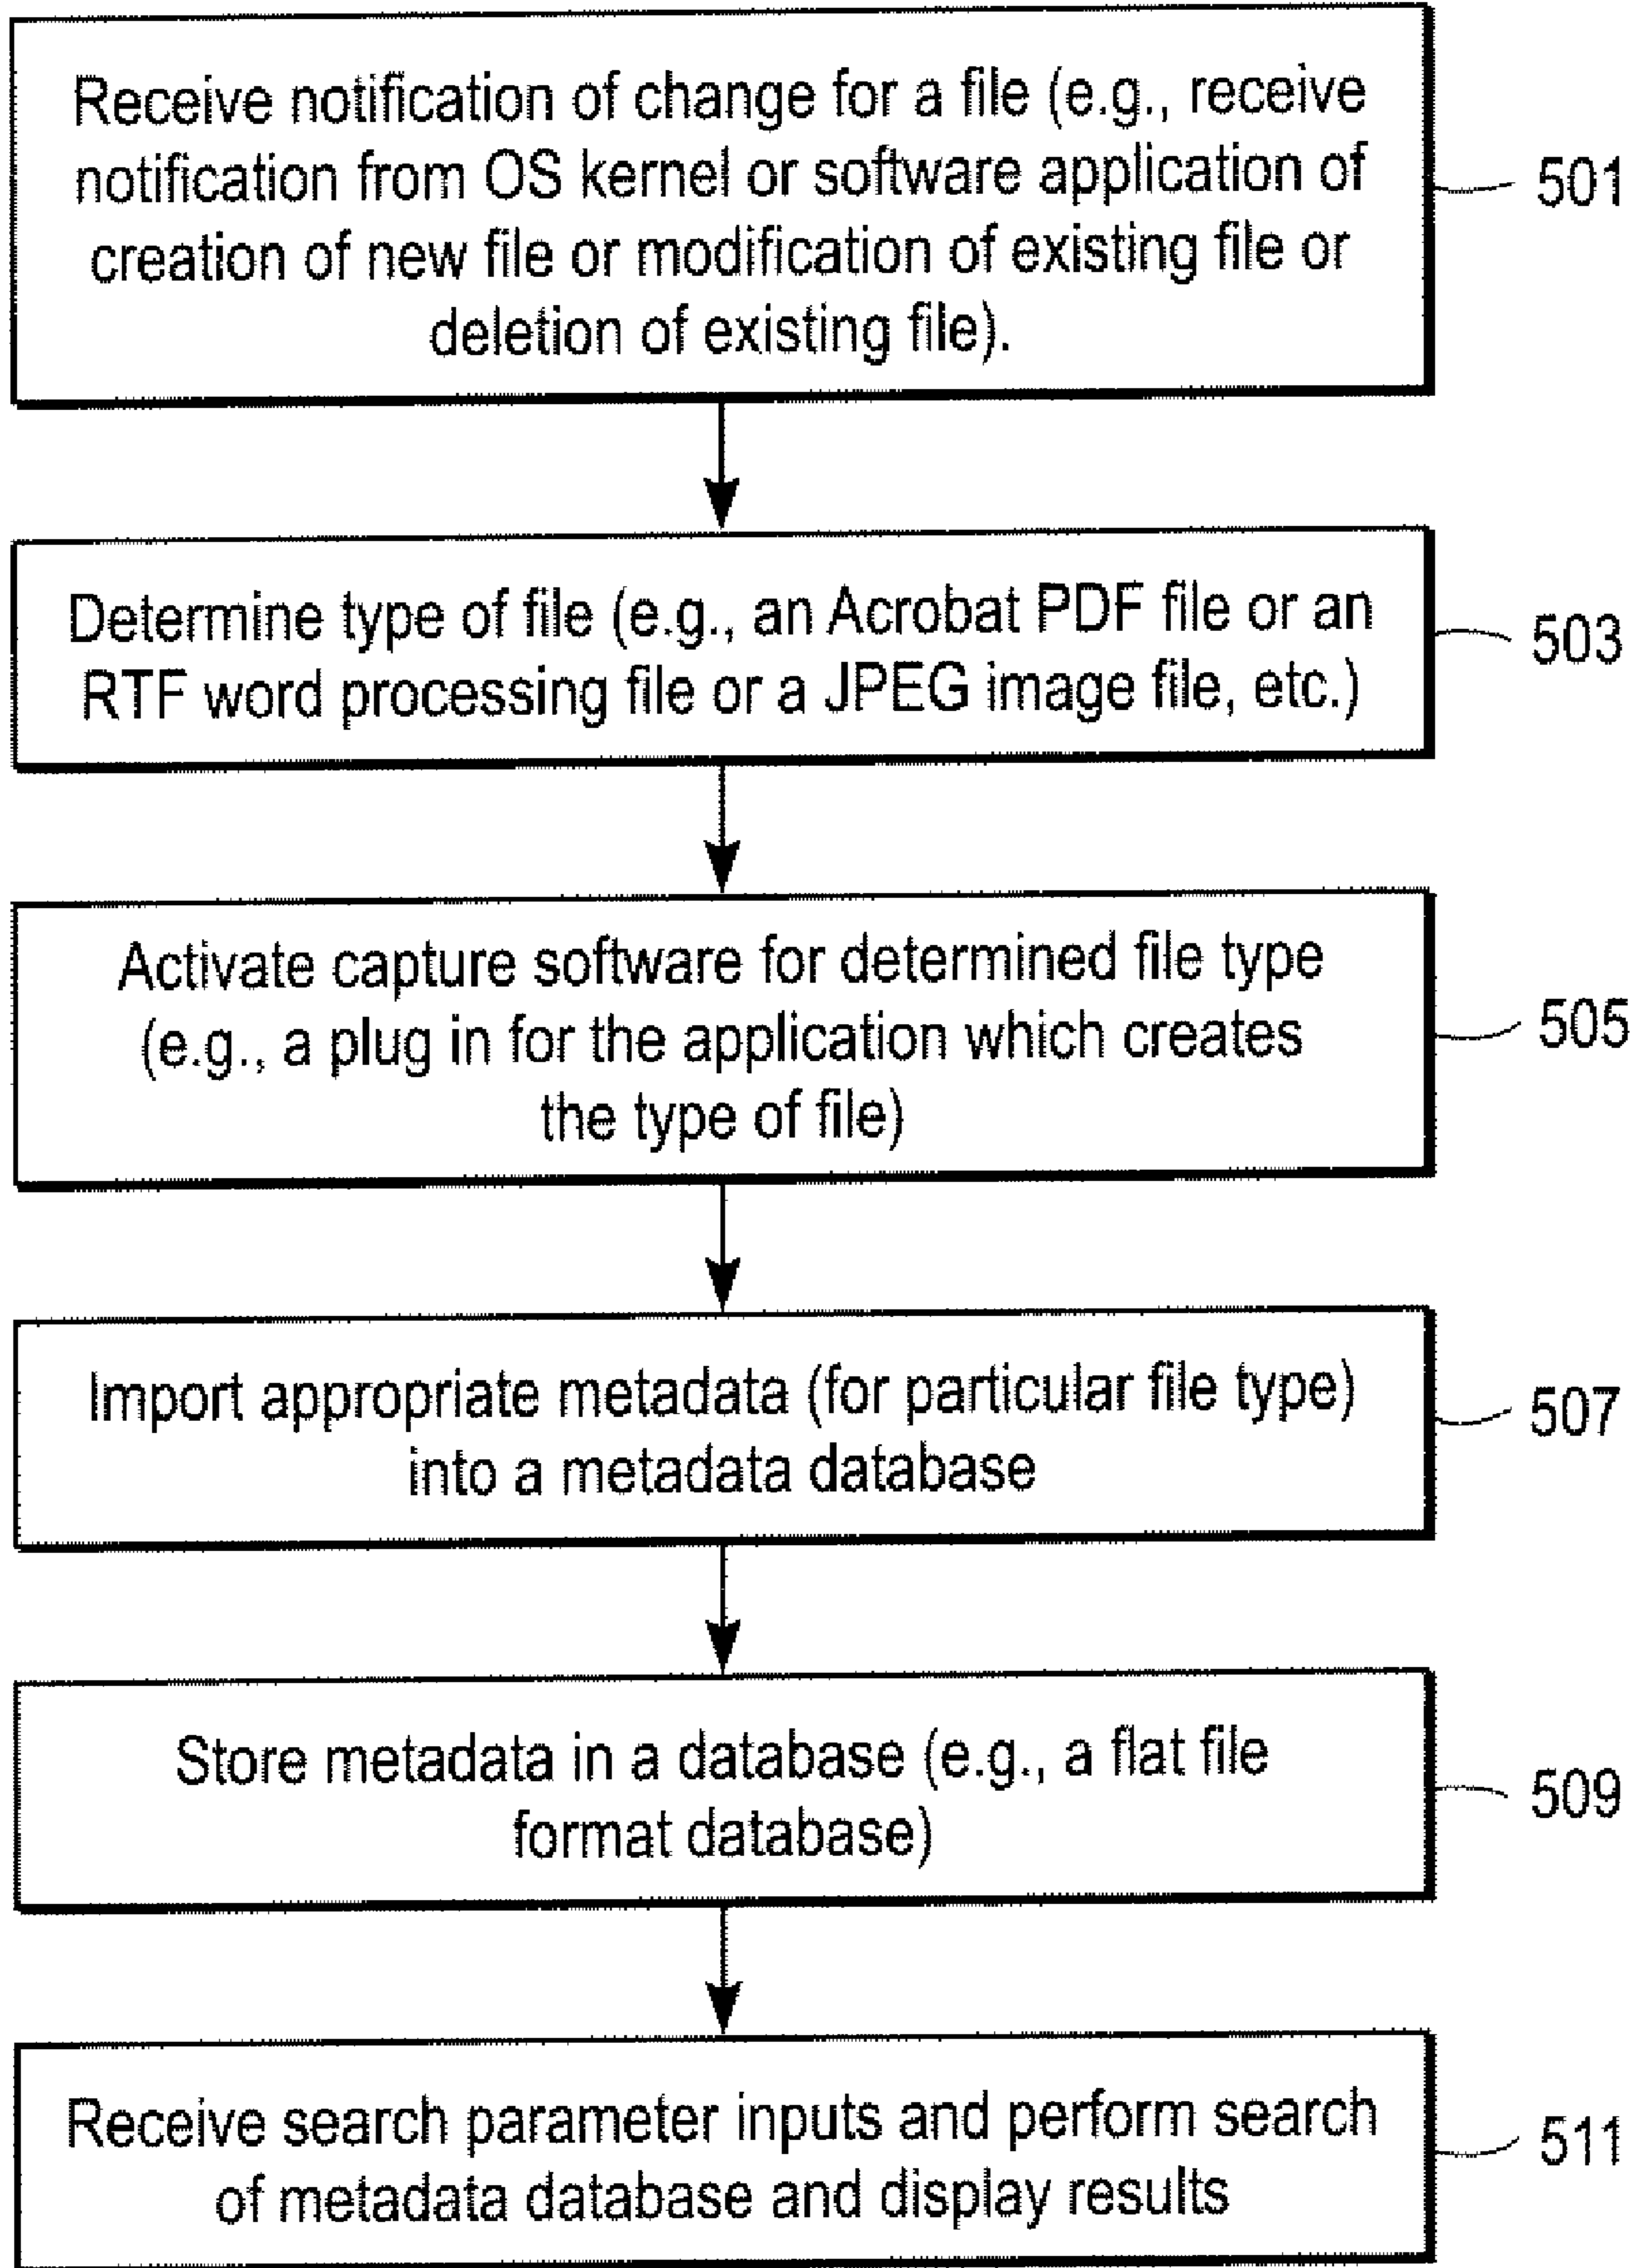 Receive notification of change for a file (e.g., receive
notification from OS kernel or software application of
creation of new file or modification of existing file or
deletion of existing file).
501
Determine type of file (e.g., an Acrobat PDF file or an
RTF word processing file or a JPEG image file, etc.)
503
Activate capture software for determined file type
(e.g., a plug in for the application which creates
the type of file)
505
Import appropriate metadata (for particular file type)
into a metadata database
507
Store metadata in a database (e.g., a flat file
format database)
509
Receive search parameter inputs and perform search
of metadata database and display results
511